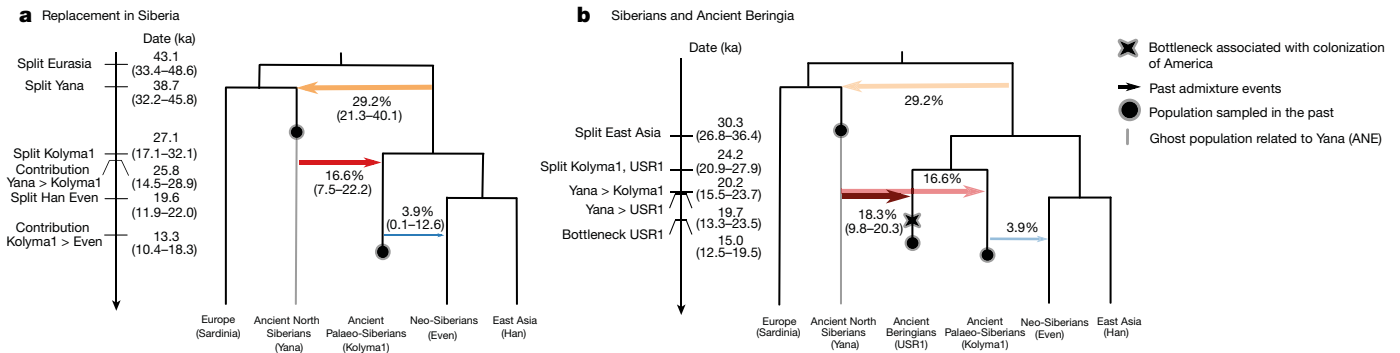 a Replacement in Siberia
Date (ka)
Split Eurasia 43.1
(33.4–48.6)
Split Yana 38.7
(32.2–45.8)
27.1
Split Kolyma1 (17.1–32.1)
Contribution 25.8
Yana > Kolyma1 (14.5–28.9)
Split Han Even 19.6
(11.9–22.0)
Contribution 13.3
Kolyma1 > Even (10.4–18.3)
29.2%
(21.3–40.1)
16.6%
(7.5–22.2)
3.9%
(0.1–12.6)
Europe
(Sardinia)
Ancient North
Siberians
(Yana)
Ancient
Palaeo-Siberians
(Kolyma1)
Neo-Siberians
(Even)
East Asia
(Han)
b Siberians and Ancient Beringia
Date (ka)
30.3
Split East Asia (26.8–36.4)
24.2
Split Kolyma1, USR1 (20.9–27.9)
20.2
Yana > Kolyma1 (15.5–23.7)
Yana > USR1 19.7
(13.3–23.5)
Bottleneck USR1 15.0
(12.5–19.5)
29.2%
16.6%
18.3%
(9.8–20.3)
3.9%
Europe
(Sardinia)
Ancient North
Siberians
(Yana)
Ancient
Beringians
(USR1)
Ancient
Palaeo-Siberians
(Kolyma1)
Neo-Siberians
(Even)
East Asia
(Han)
Bottleneck associated with colonization
of America
Past admixture events
Population sampled in the past
Ghost population related to Yana (ANE)